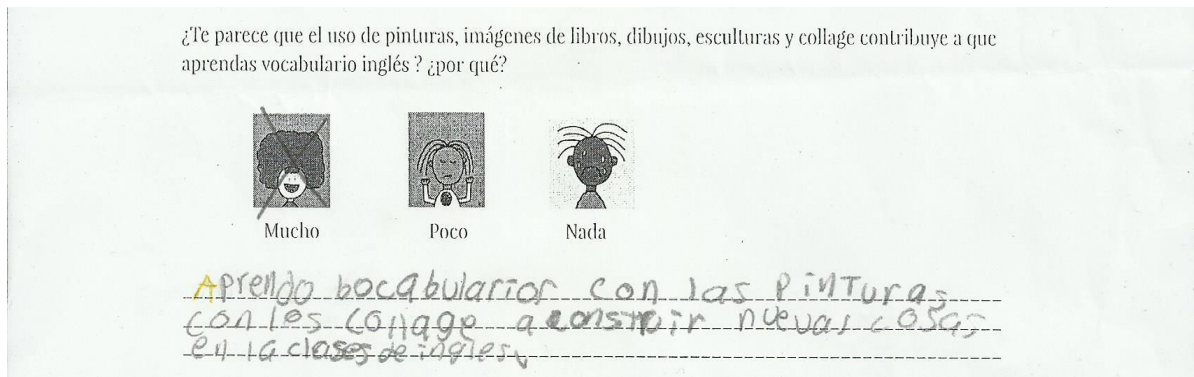 ¿Te parece que el uso de pinturas, imágenes de libros, dibujos, esculturas y collage contribuye a que
aprendas vocabulario inglés ? ¿por qué?
Mucho Poco Nada
Aprendo bocabularior con las Pinturas
con los collage a construir nuevas cosas
en la clases de ingles,